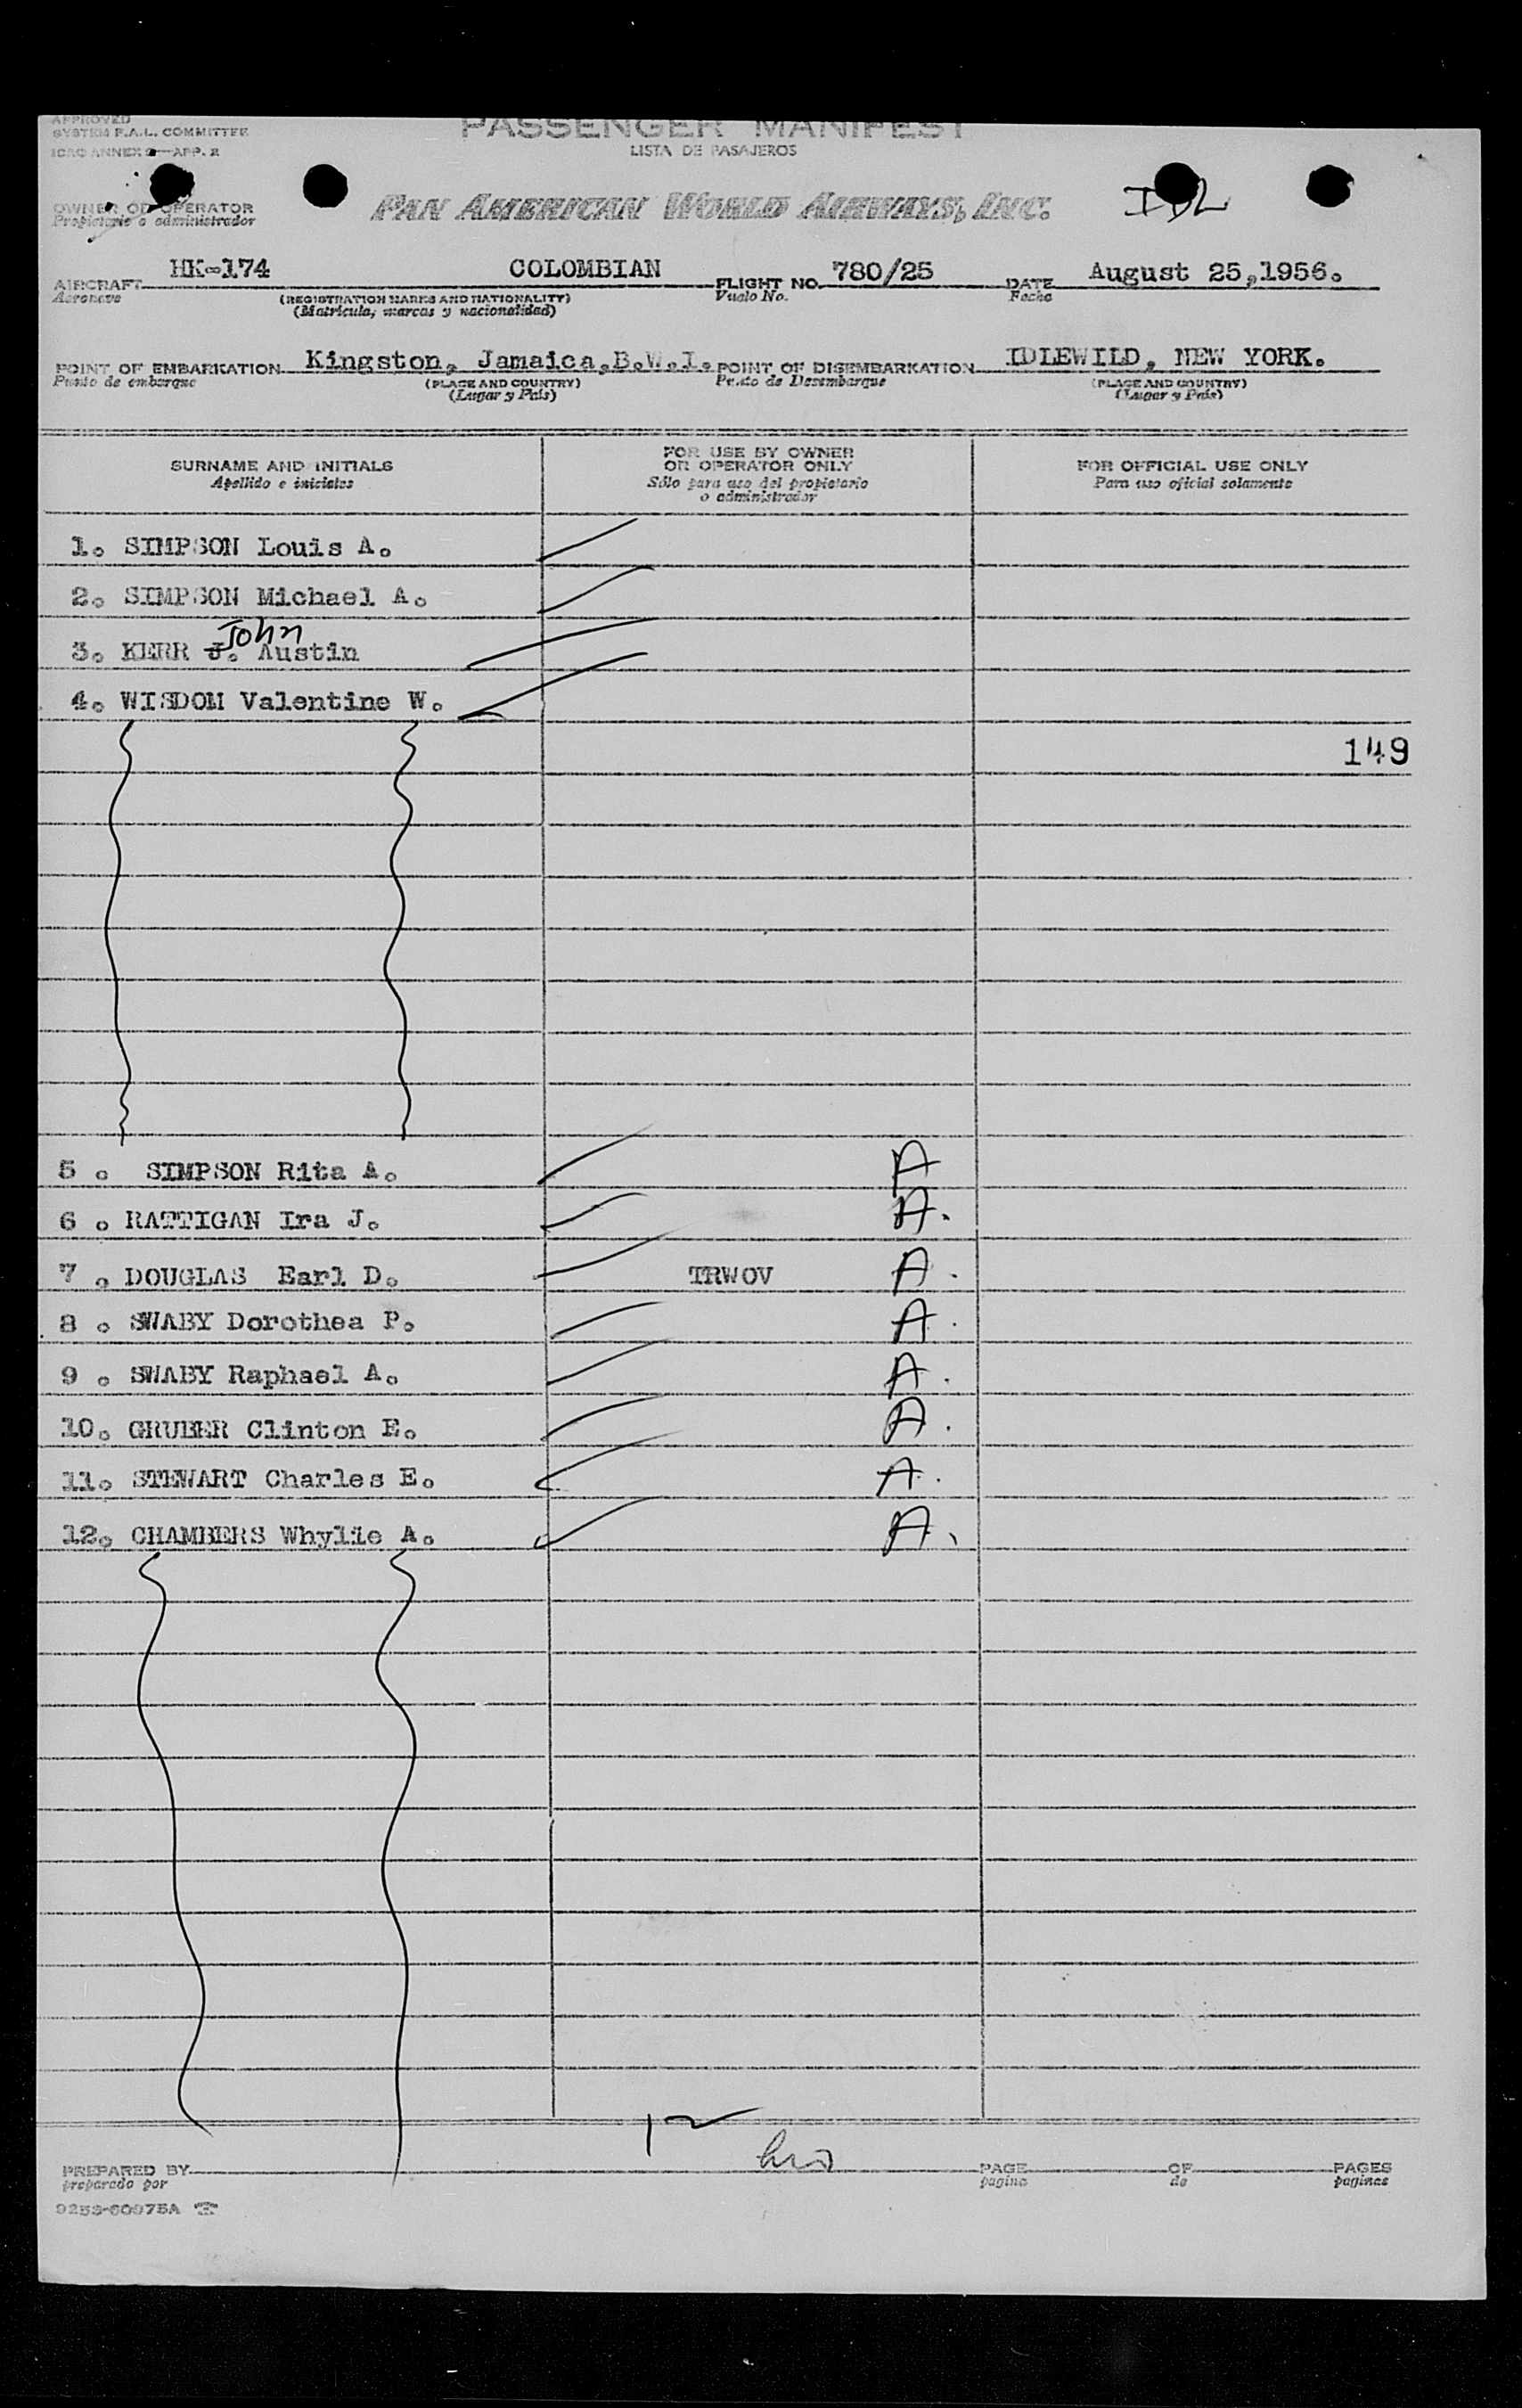 APPROVED
SYSTEM F.A.L. COMMITTEE
ICAO ANNEX 9—APP. 2
PASSENGER MANIFEST
LISTA DE PASAJEROS
OWNER OR OPERATOR
Propietario o administrador
PAN AMERICAN WORLD AIRWAYS, INC.
IDL
AIRCRAFT HK-174 COLOMBIAN FLIGHT NO. 780/25 DATE August 25,1956.
Aeronave (REGISTRATION MARKS AND NATIONALITY) Vuelo No. Fecha
(Matrícula, marcas y nacionalidad)
POINT OF EMBARKATION Kingston, Jamaica,B.W.I. POINT OF DISEMBARKATION IDLEWILD, NEW YORK.
Punto de embarque (PLACE AND COUNTRY) Punto de Desembarque (PLACE AND COUNTRY)
(Lugar y País) (Lugar y País)
SURNAME AND INITIALS
Apellido e iniciales
FOR USE BY OWNER
OR OPERATOR ONLY
Sólo para uso del propietario
o administrador
FOR OFFICIAL USE ONLY
Para uso oficial solamente
1. SIMPSON Louis A.
2. SIMPSON Michael A.
John
3. KERR J. Austin
4. WISDOM Valentine W.
149
5. SIMPSON Rita A. A
6. RATTIGAN Ira J. A.
7. DOUGLAS Earl D. TRWOV A.
8. SWABY Dorothea P. A.
9. SWABY Raphael A. A.
10. GRUBER Clinton E. A.
11. STEWART Charles E. A.
12. CHAMBERS Whylie A. A.
12
PREPARED BY PAGE OF PAGES
preparado por pagina de paginas
9253-60975A